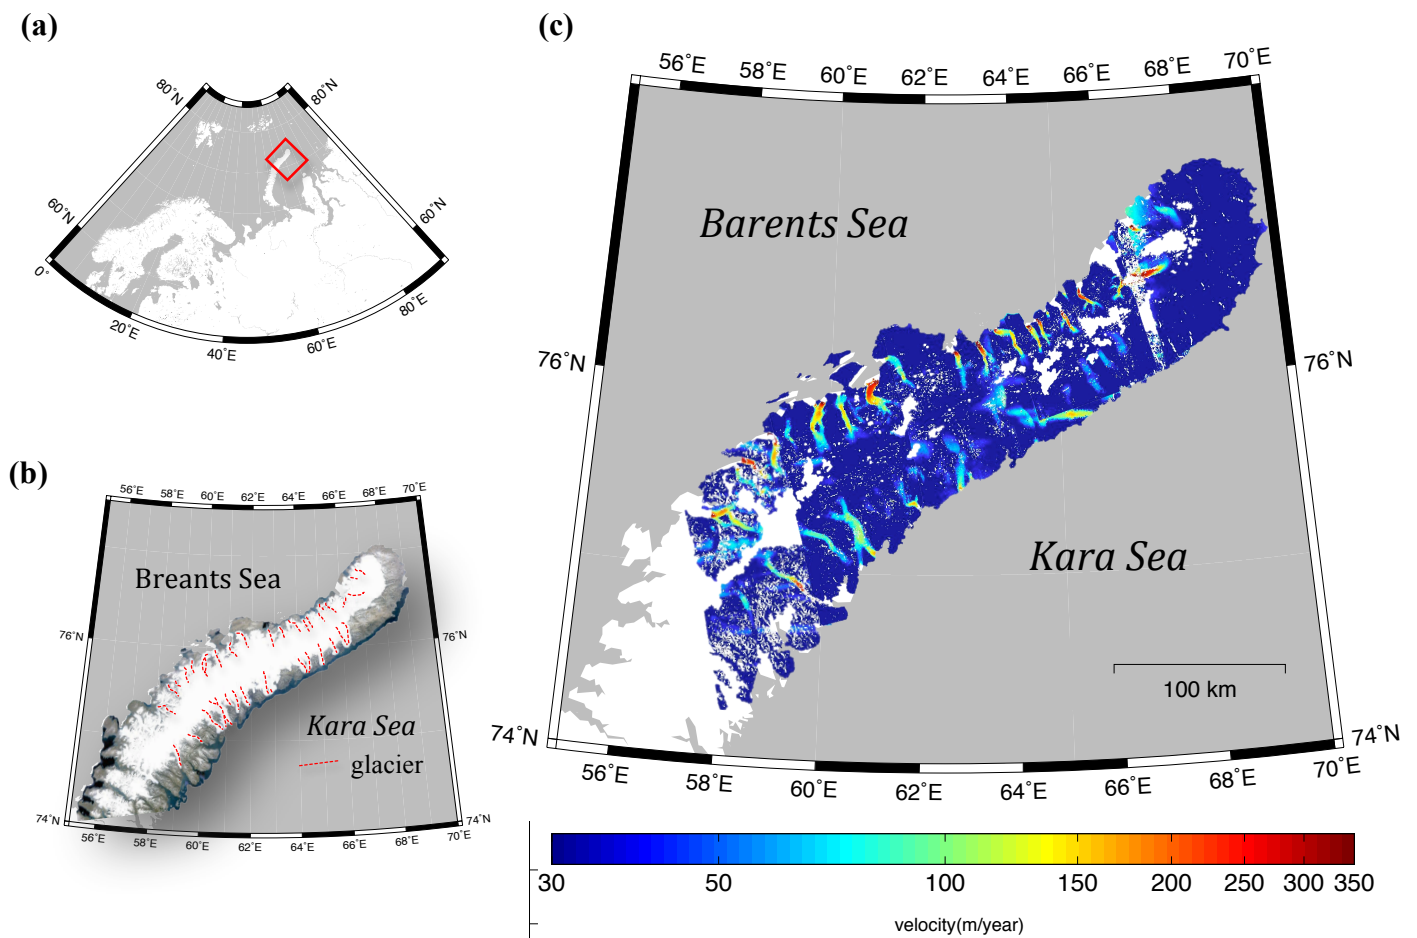 (a)
80˚N
80˚N
60˚N
60˚N
0˚
20˚E
40˚E
60˚E
80˚E
(b)
56˚E
58˚E
60˚E
62˚E
64˚E
66˚E
68˚E
70˚E
Breants Sea
76˚N
76˚N
Kara Sea
glacier
74˚N
74˚N
56˚E
58˚E
60˚E
62˚E
64˚E
66˚E
68˚E
70˚E
(c)
56˚E
58˚E
60˚E
62˚E
64˚E
66˚E
68˚E
70˚E
Barents Sea
76˚N
76˚N
Kara Sea
100 km
74˚N
74˚N
56˚E
58˚E
60˚E
62˚E
64˚E
66˚E
68˚E
70˚E
30 50 100 150 200 250 300 350
velocity(m/year)